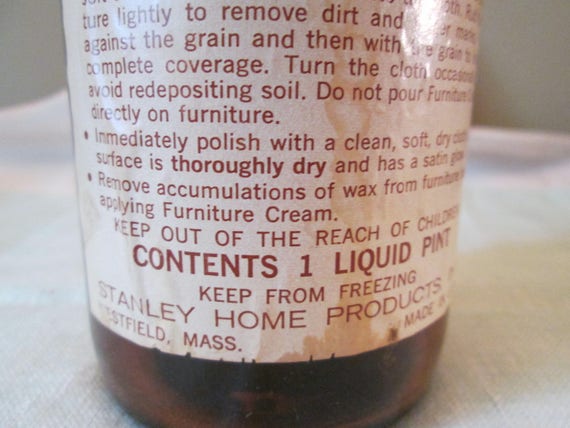 ture lightly to remove dirt and
against the grain and then with the grain to
complete coverage. Turn the cloth
avoid redepositing soil. Do not pour Furniture
directly on furniture.
• Immediately polish with a clean, soft, dry
surface is thoroughly dry and has a satin
• Remove accumulations of wax from furniture
applying Furniture Cream.
KEEP OUT OF THE REACH OF CHILDREN
CONTENTS 1 LIQUID PINT
KEEP FROM FREEZING
STANLEY HOME PRODUCTS,
STFIELD, MASS. MADE IN